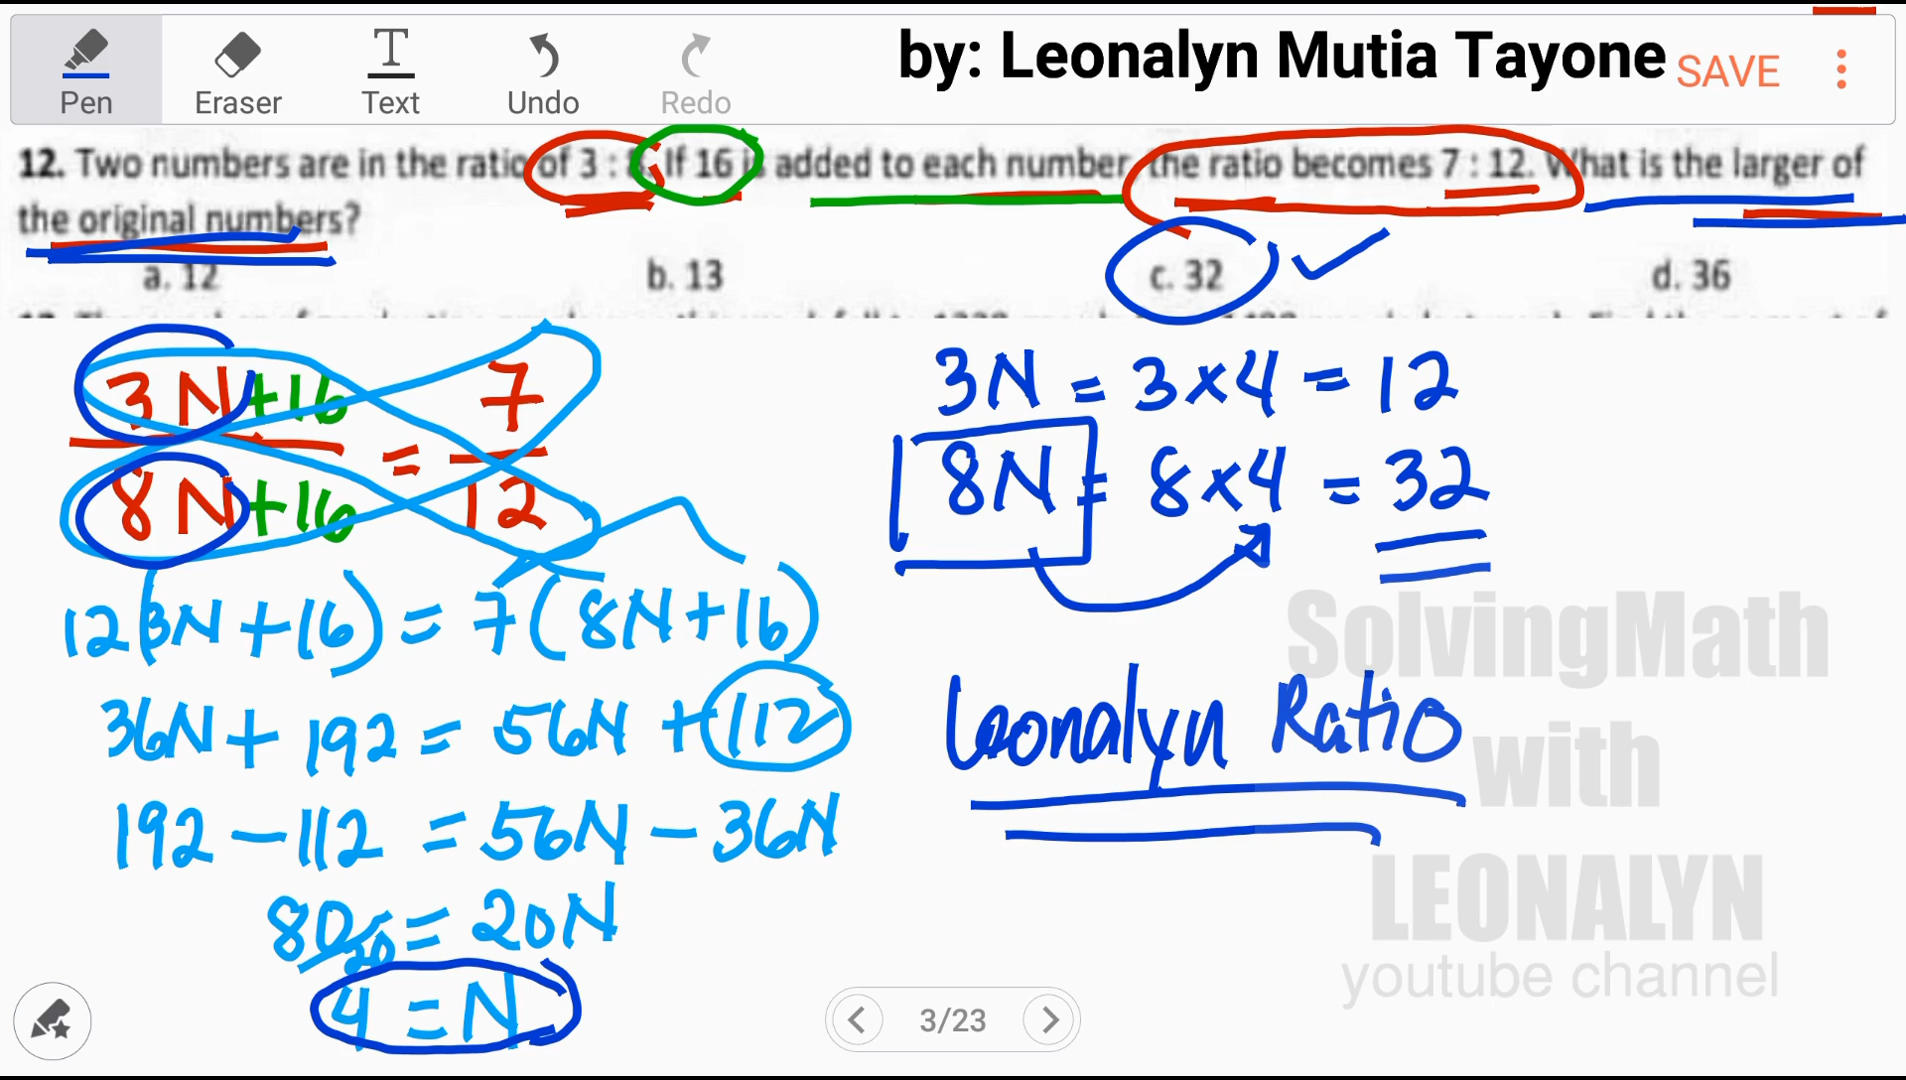 by: Leonalyn Mutia Tayone
Pen Eraser Text Undo Redo SAVE
12. Two numbers are in the ratio of 3 : 8. If 16 is added to each number, the ratio becomes 7 : 12. What is the larger of
the original numbers?
a. 12 b. 13 c. 32 d. 36
3N+16 / 8N+16 = 7 / 12
12(3N+16) = 7(8N+16)
36N + 192 = 56N + 112
192 - 112 = 56N - 36N
80 = 20N
20
4 = N
3N = 3x4 = 12
8N = 8x4 = 32
Leonalyn Ratio
SolvingMath
with
LEONALYN
youtube channel
3/23